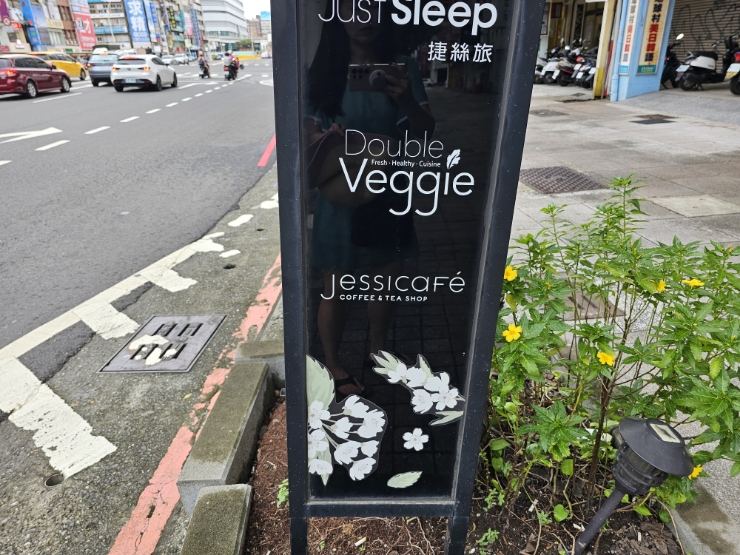 Just Sleep
捷絲旅
Double
Fresh · Healthy · Cuisine
Veggie
Jessicafé
COFFEE & TEA SHOP